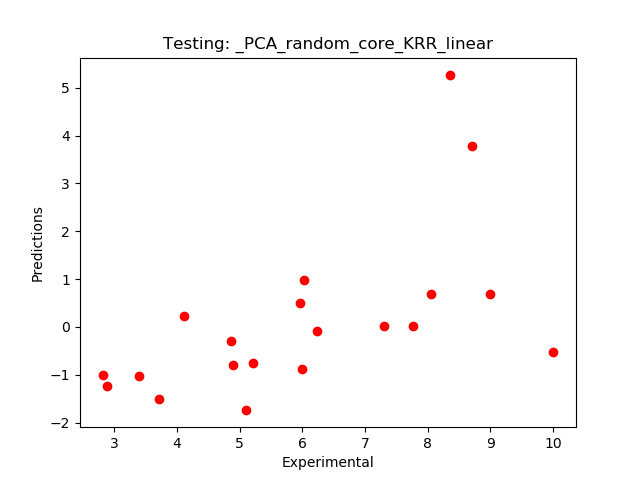 Testing: _PCA_random_core_KRR_linear
5
4
3
2
1
0
−1
−2
Predictions
3 4 5 6 7 8 9 10
Experimental